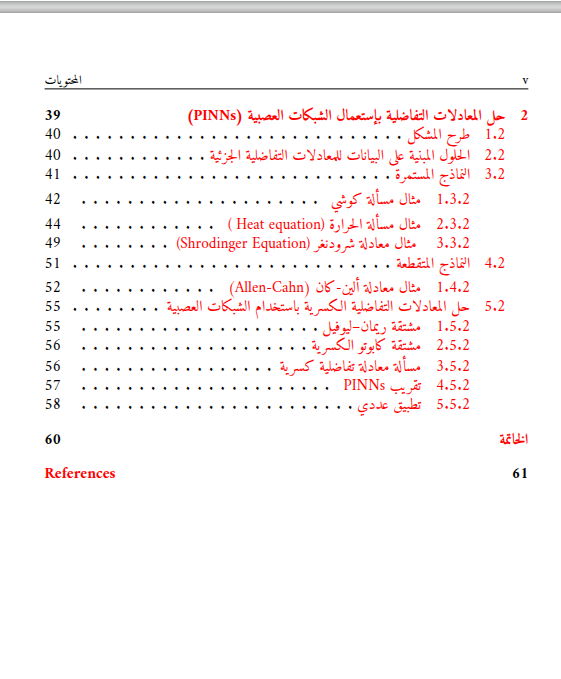 v المحتويات
2 حل المعادلات التفاضلية بإستعمال الشبكات العصبية (PINNs) 39
1.2 طرح المشكل . . . . . . . . . . . . . . . . . . . . . . . . . . . . . 40
2.2 الحلول المبنية على البيانات للمعادلات التفاضلية الجزئية . . . . . . . . . . . . 40
3.2 النماذج المستمرة . . . . . . . . . . . . . . . . . . . . . . . . . . . . 41
1.3.2 مثال مسألة كوشي . . . . . . . . . . . . . . . . . . . . . 42
2.3.2 مثال مسألة الحرارة (Heat equation ) . . . . . . . . . . . . 44
3.3.2 مثال معادلة شرودنغر (Shrodinger Equation) . . . . . . . . 49
4.2 النماذج المتقطعة . . . . . . . . . . . . . . . . . . . . . . . . . . . . 51
1.4.2 مثال معادلة ألين-كان (Allen-Cahn) . . . . . . . . . . . . 52
5.2 حل المعادلات التفاضلية الكسرية باستخدام الشبكات العصبية . . . . . . . . 55
1.5.2 مشتقة ريمان–ليوفيل . . . . . . . . . . . . . . . . . . . . . 55
2.5.2 مشتقة كابوتو الكسرية . . . . . . . . . . . . . . . . . . . . 56
3.5.2 مسألة معادلة تفاضلية كسرية . . . . . . . . . . . . . . . . . 56
4.5.2 تقريب PINNs . . . . . . . . . . . . . . . . . . . . . . 57
5.5.2 تطبيق عددي . . . . . . . . . . . . . . . . . . . . . . . . 58
الخاتمة 60
References 61